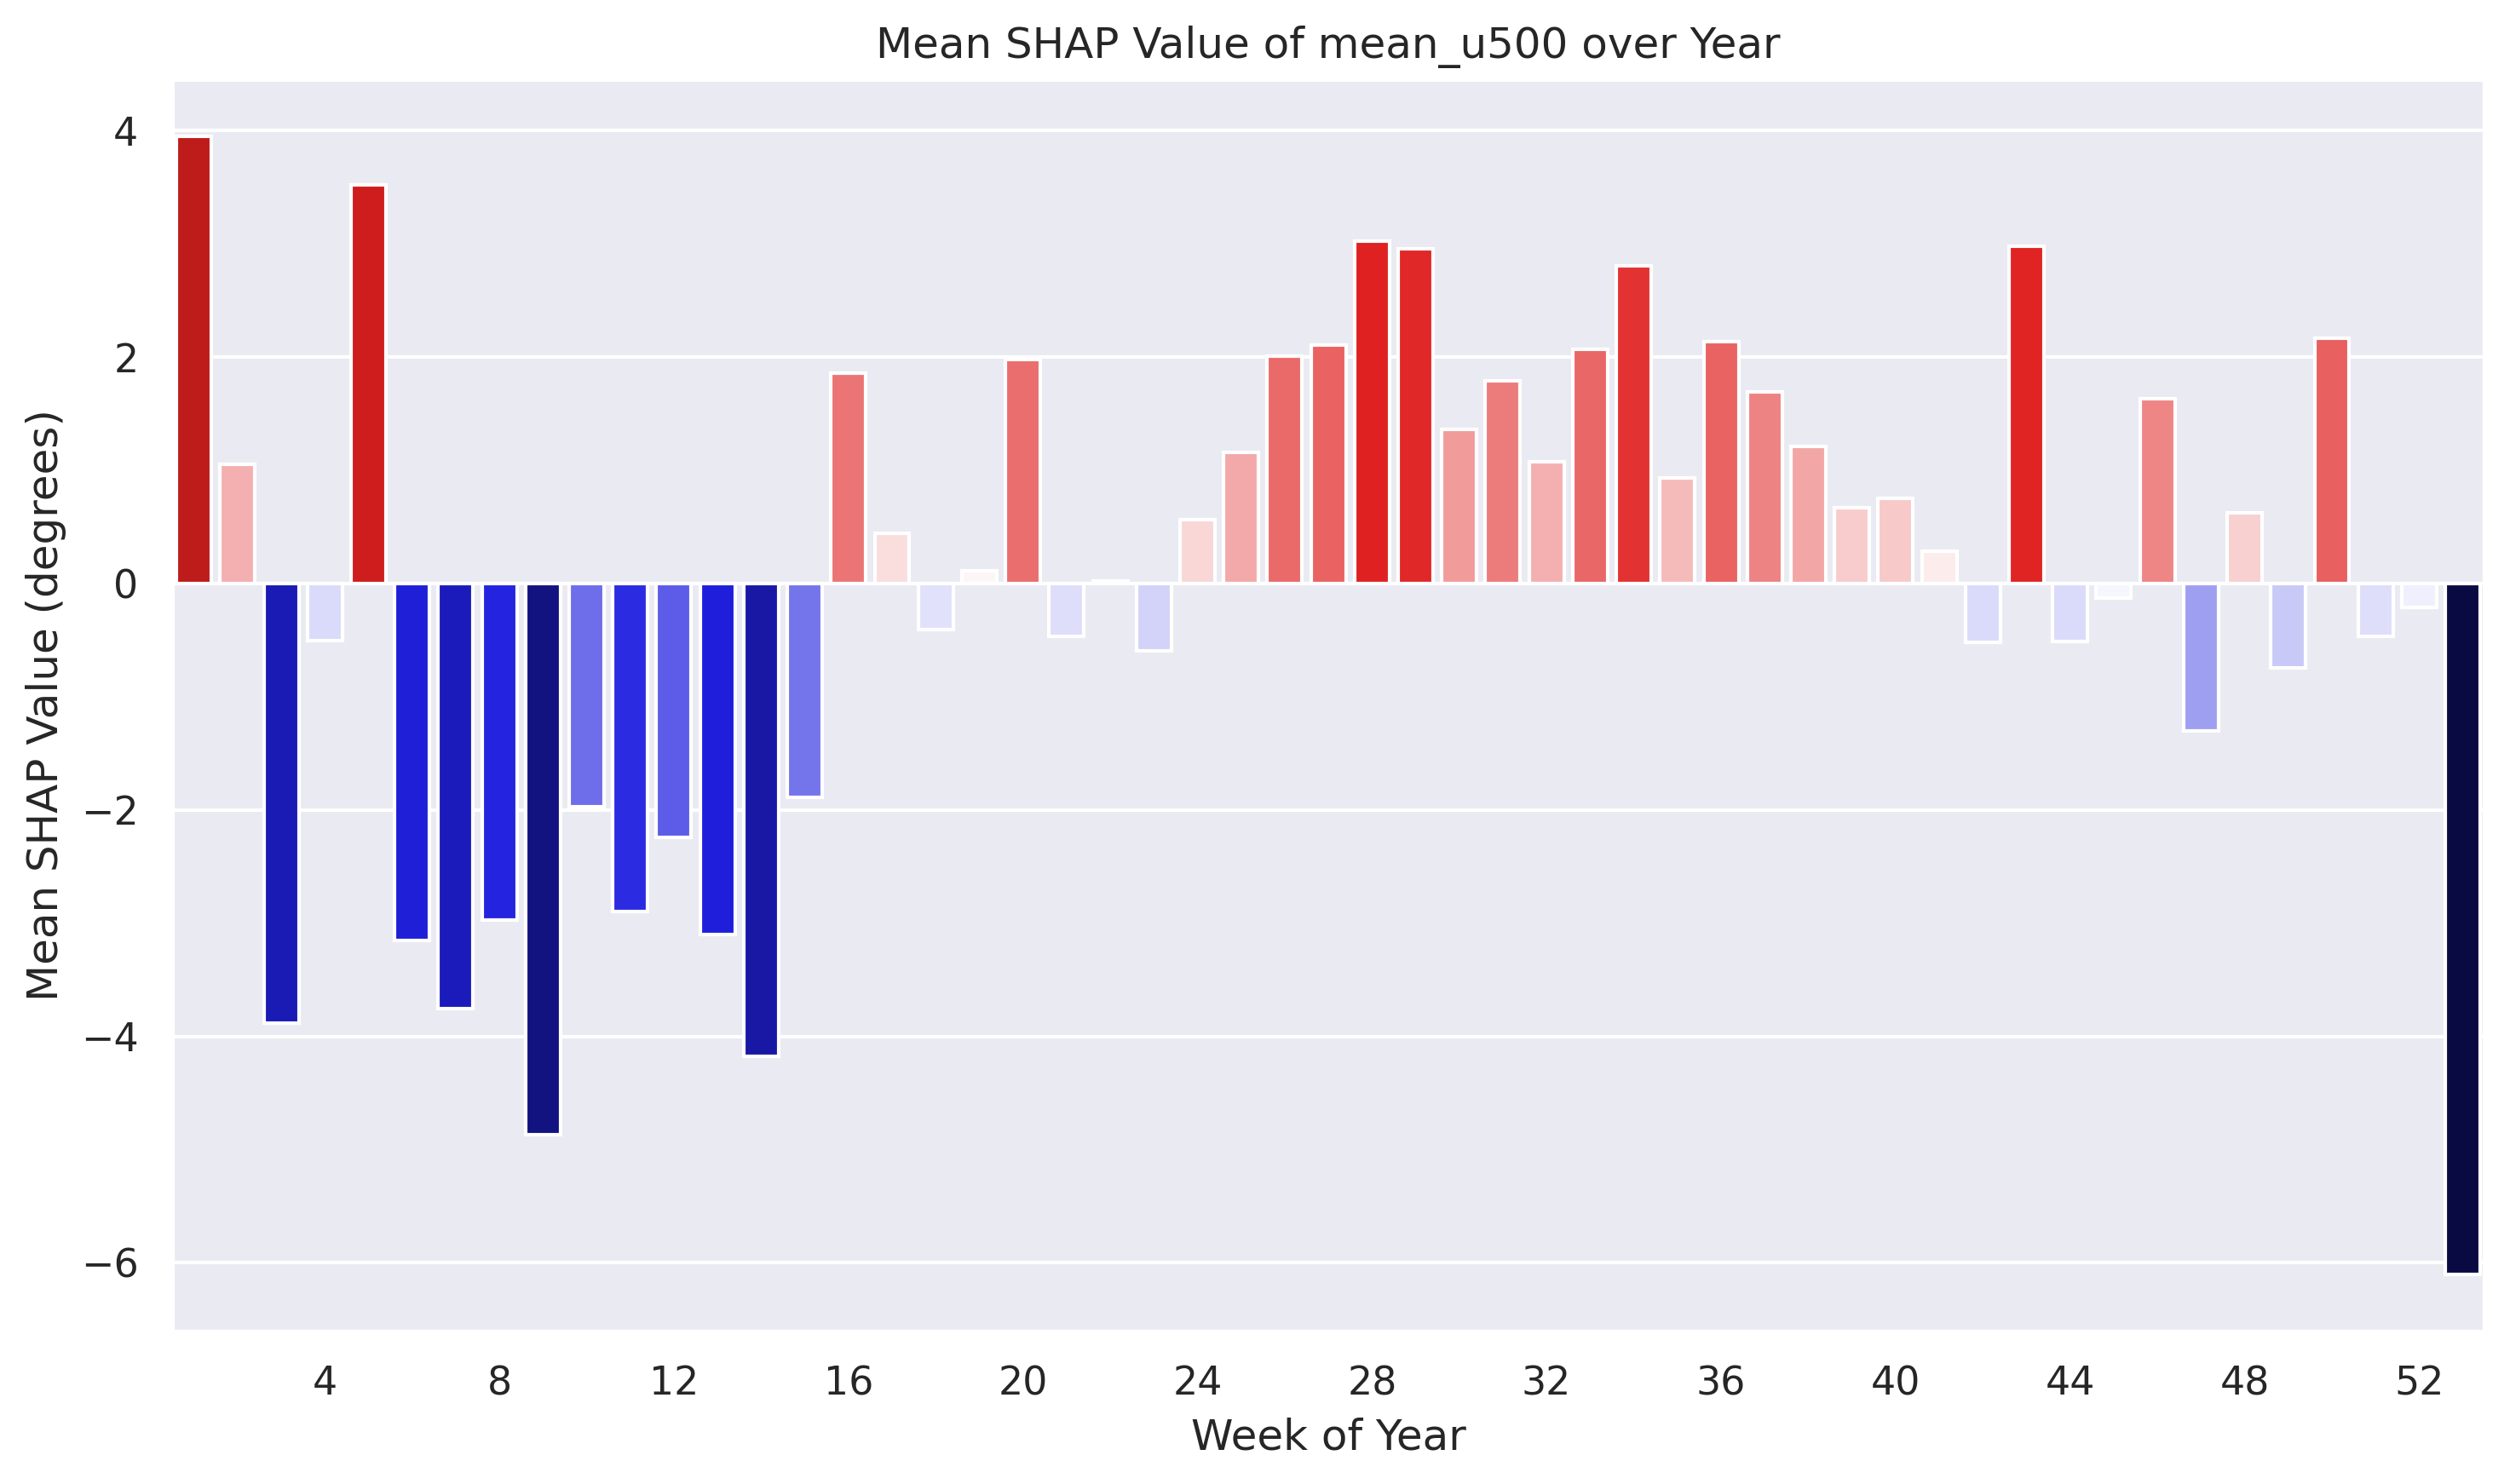 Mean SHAP Value of mean_u500 over Year
Mean SHAP Value (degrees)
4
2
0
−2
−4
−6
4 8 12 16 20 24 28 32 36 40 44 48 52
Week of Year